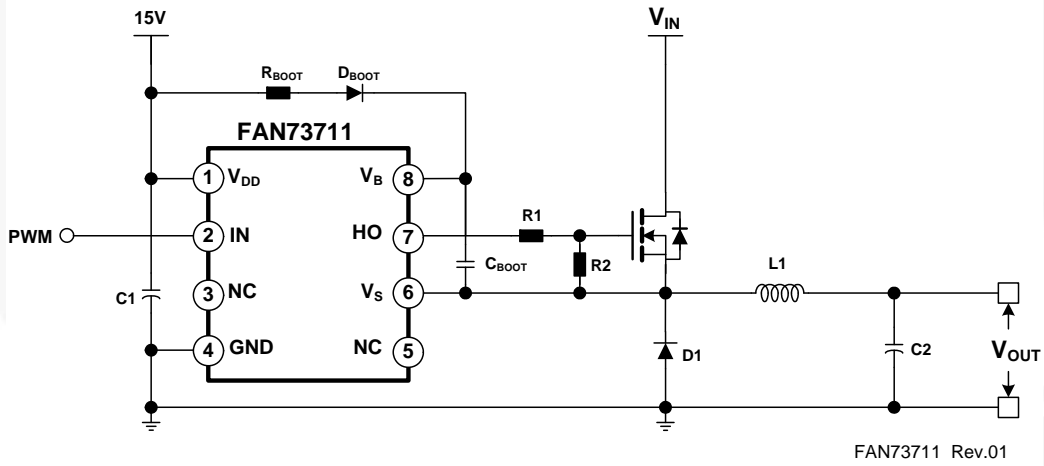 15V
V_IN
R_BOOT
D_BOOT
FAN73711
1 V_DD
V_B 8
PWM
2 IN
HO 7
R1
R2
C_BOOT
L1
C1
3 NC
V_S 6
4 GND
NC 5
D1
C2
V_OUT
FAN73711 Rev.01